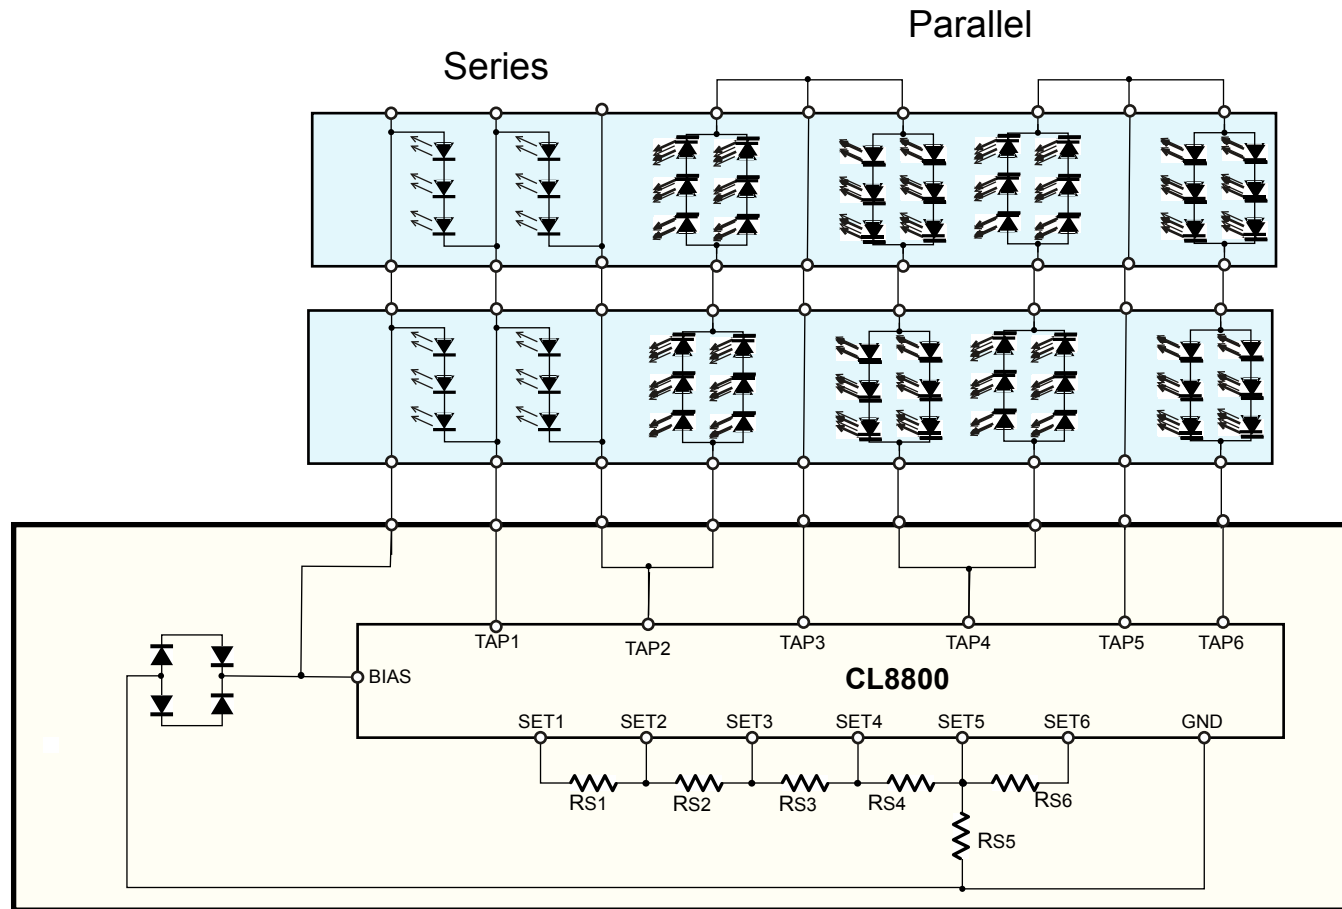 Parallel
Series
TAP1
TAP2
TAP3
TAP4
TAP5
TAP6
BIAS
CL8800
SET1
SET2
SET3
SET4
SET5
SET6
GND
RS1
RS2
RS3
RS4
RS6
RS5